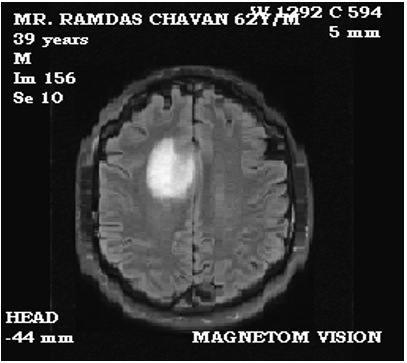 MR. RAMDAS CHAVAN 62Y/M
W 1292 C 594
39 years
5 mm
M
Im 156
Se 10
HEAD
-44 mm
MAGNETOM VISION